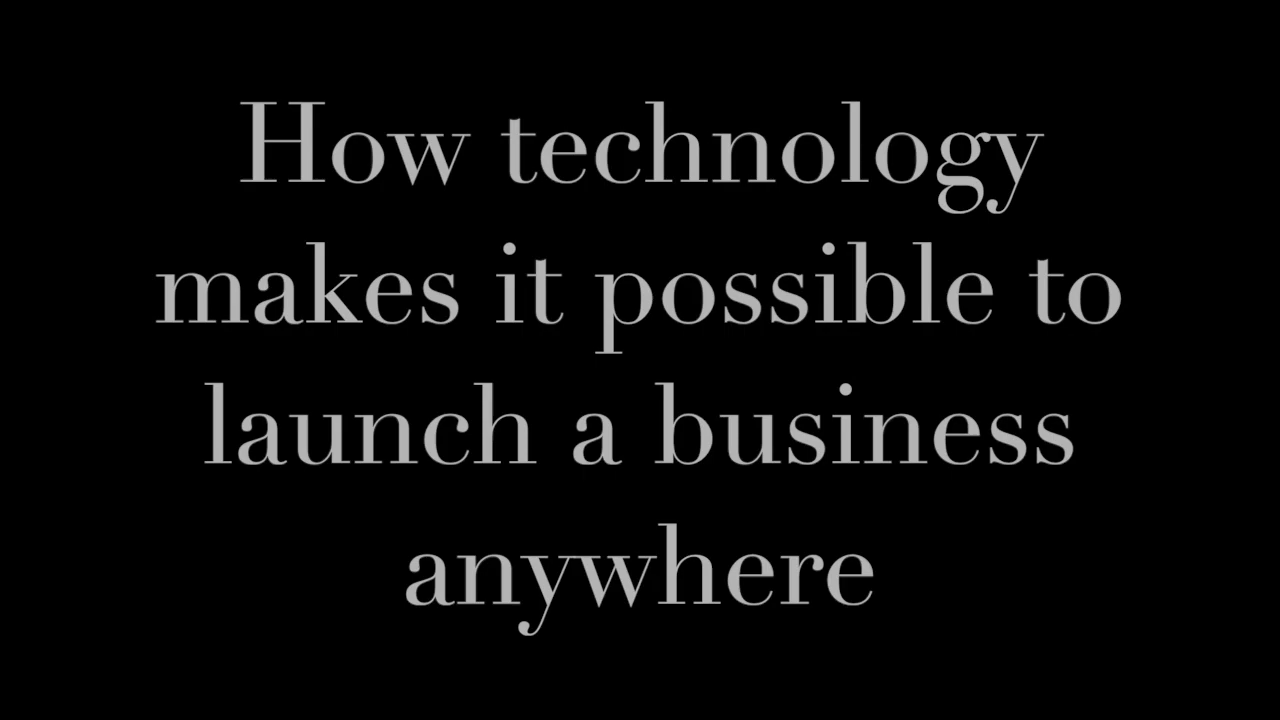 How technology
makes it possible to
launch a business
anywhere